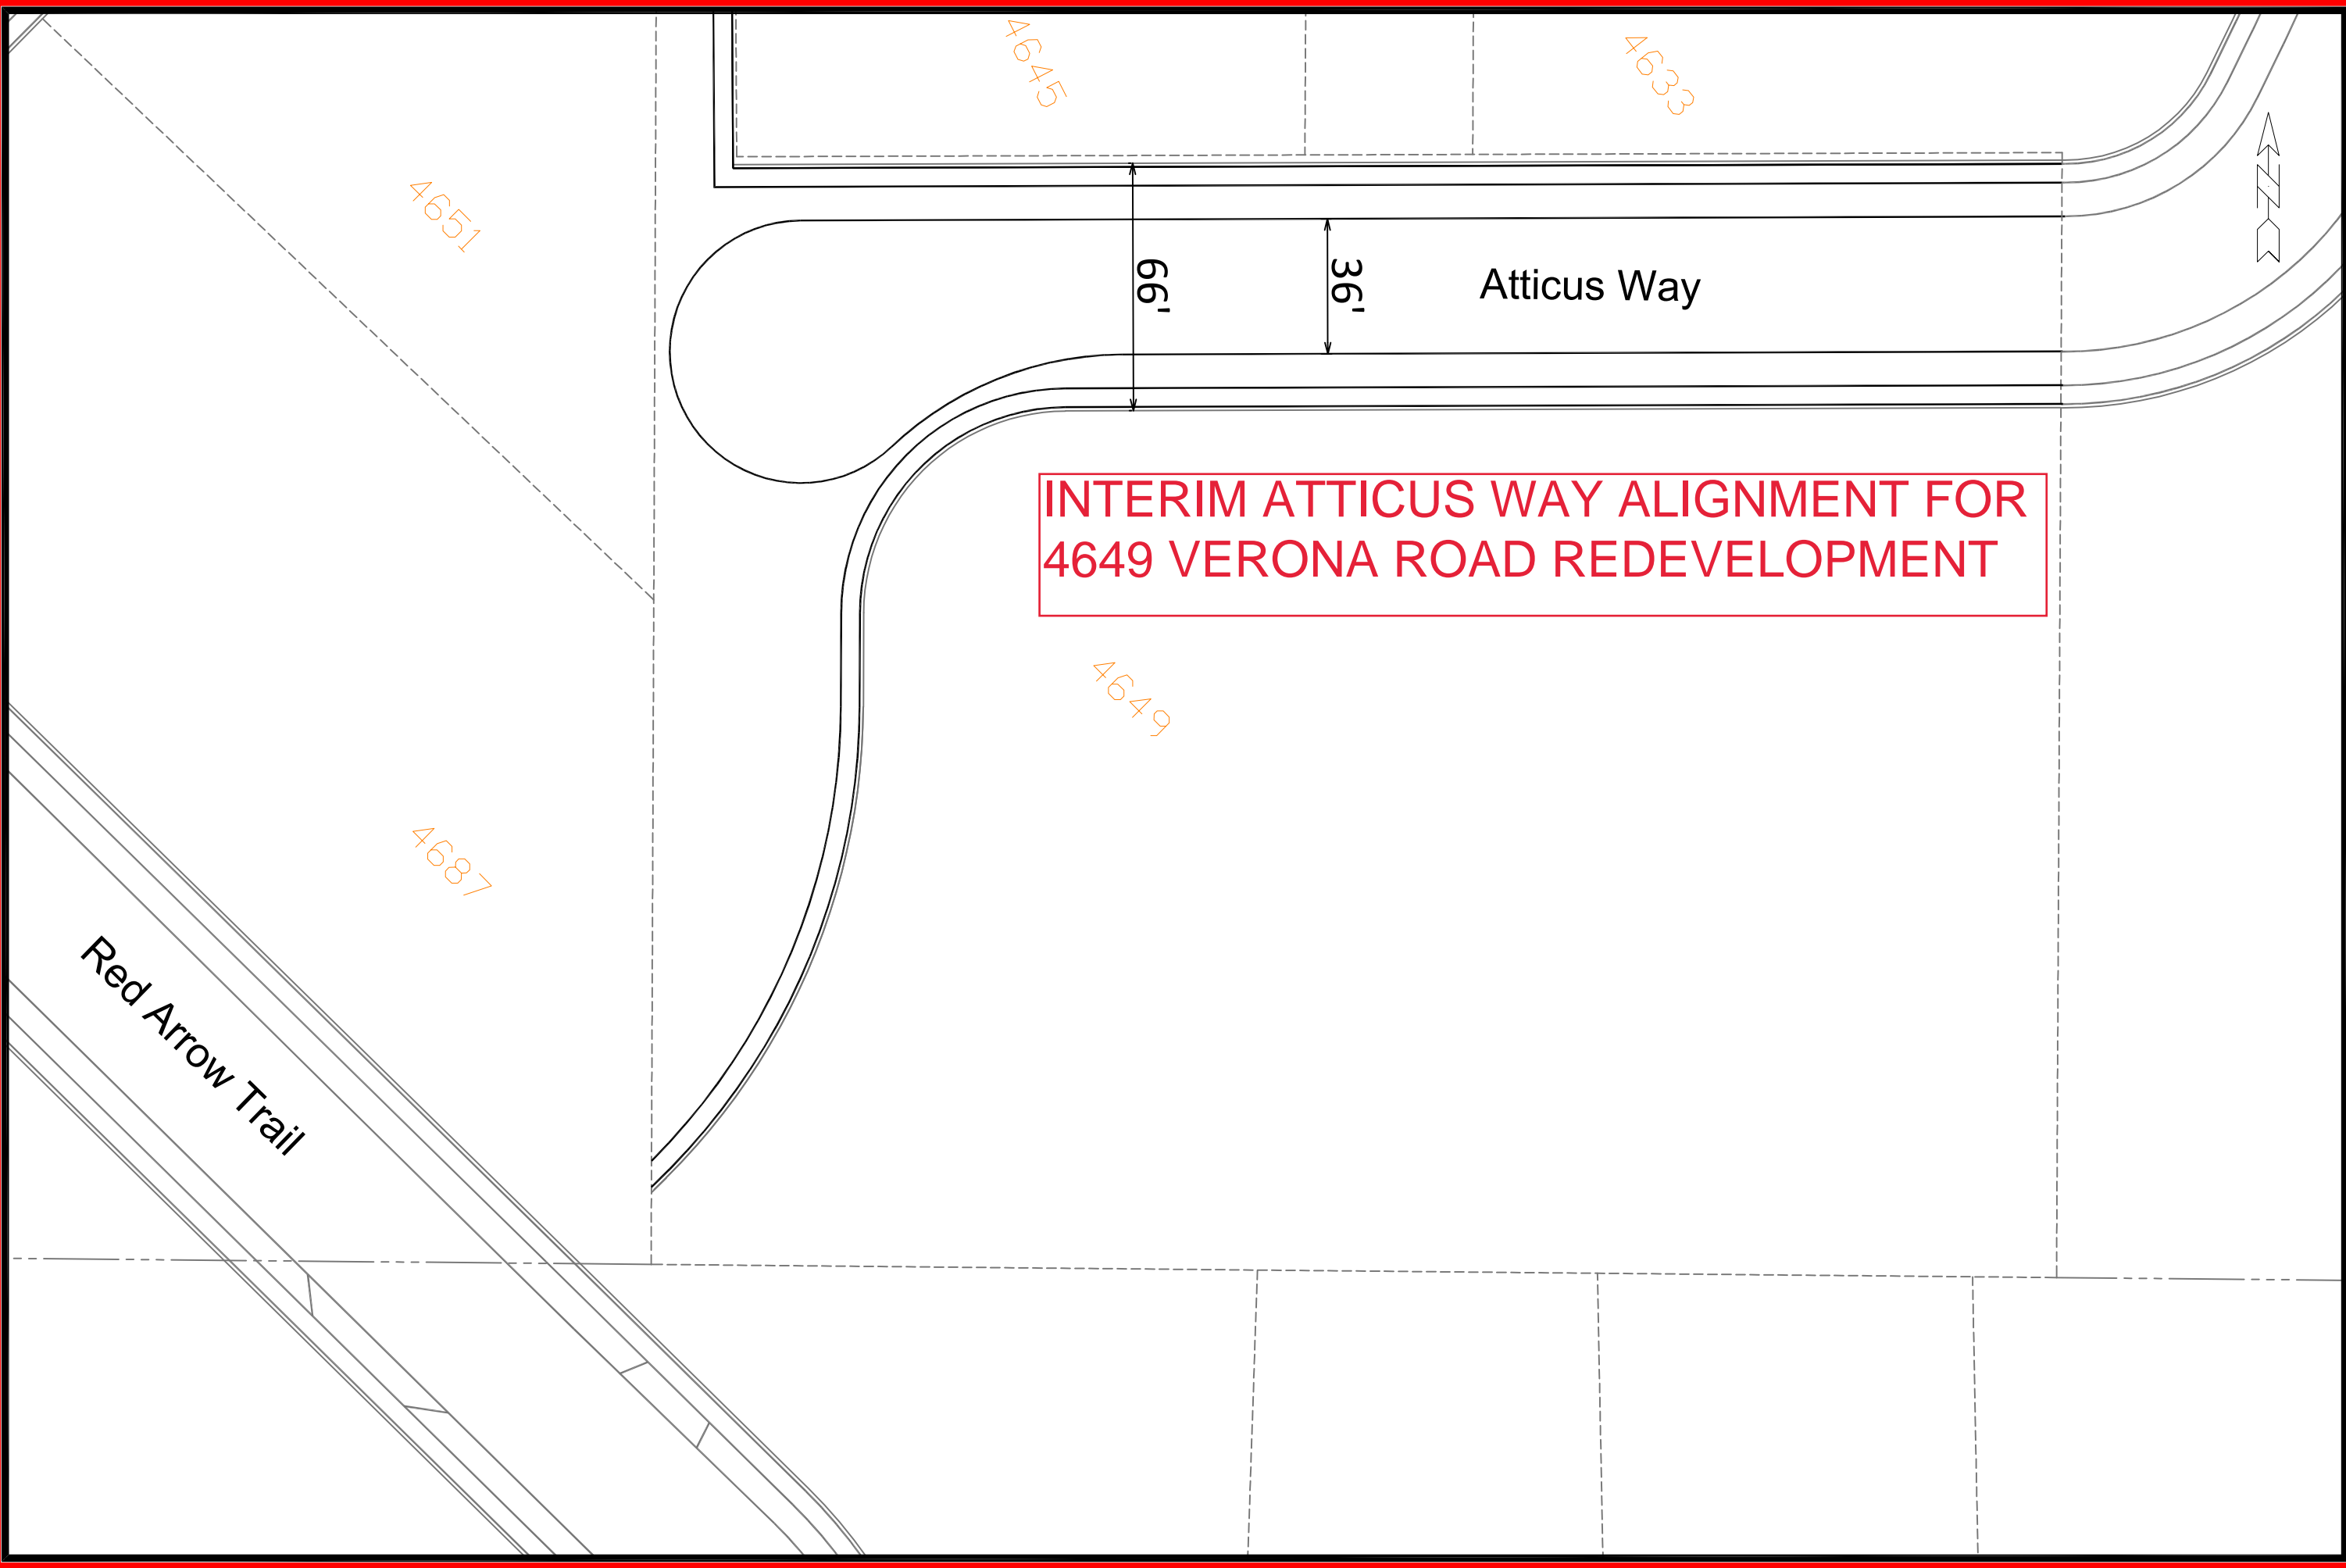 4645
4633
4651
66'
36'
Atticus Way
INTERIM ATTICUS WAY ALIGNMENT FOR
4649 VERONA ROAD REDEVELOPMENT
4649
4687
Red Arrow Trail